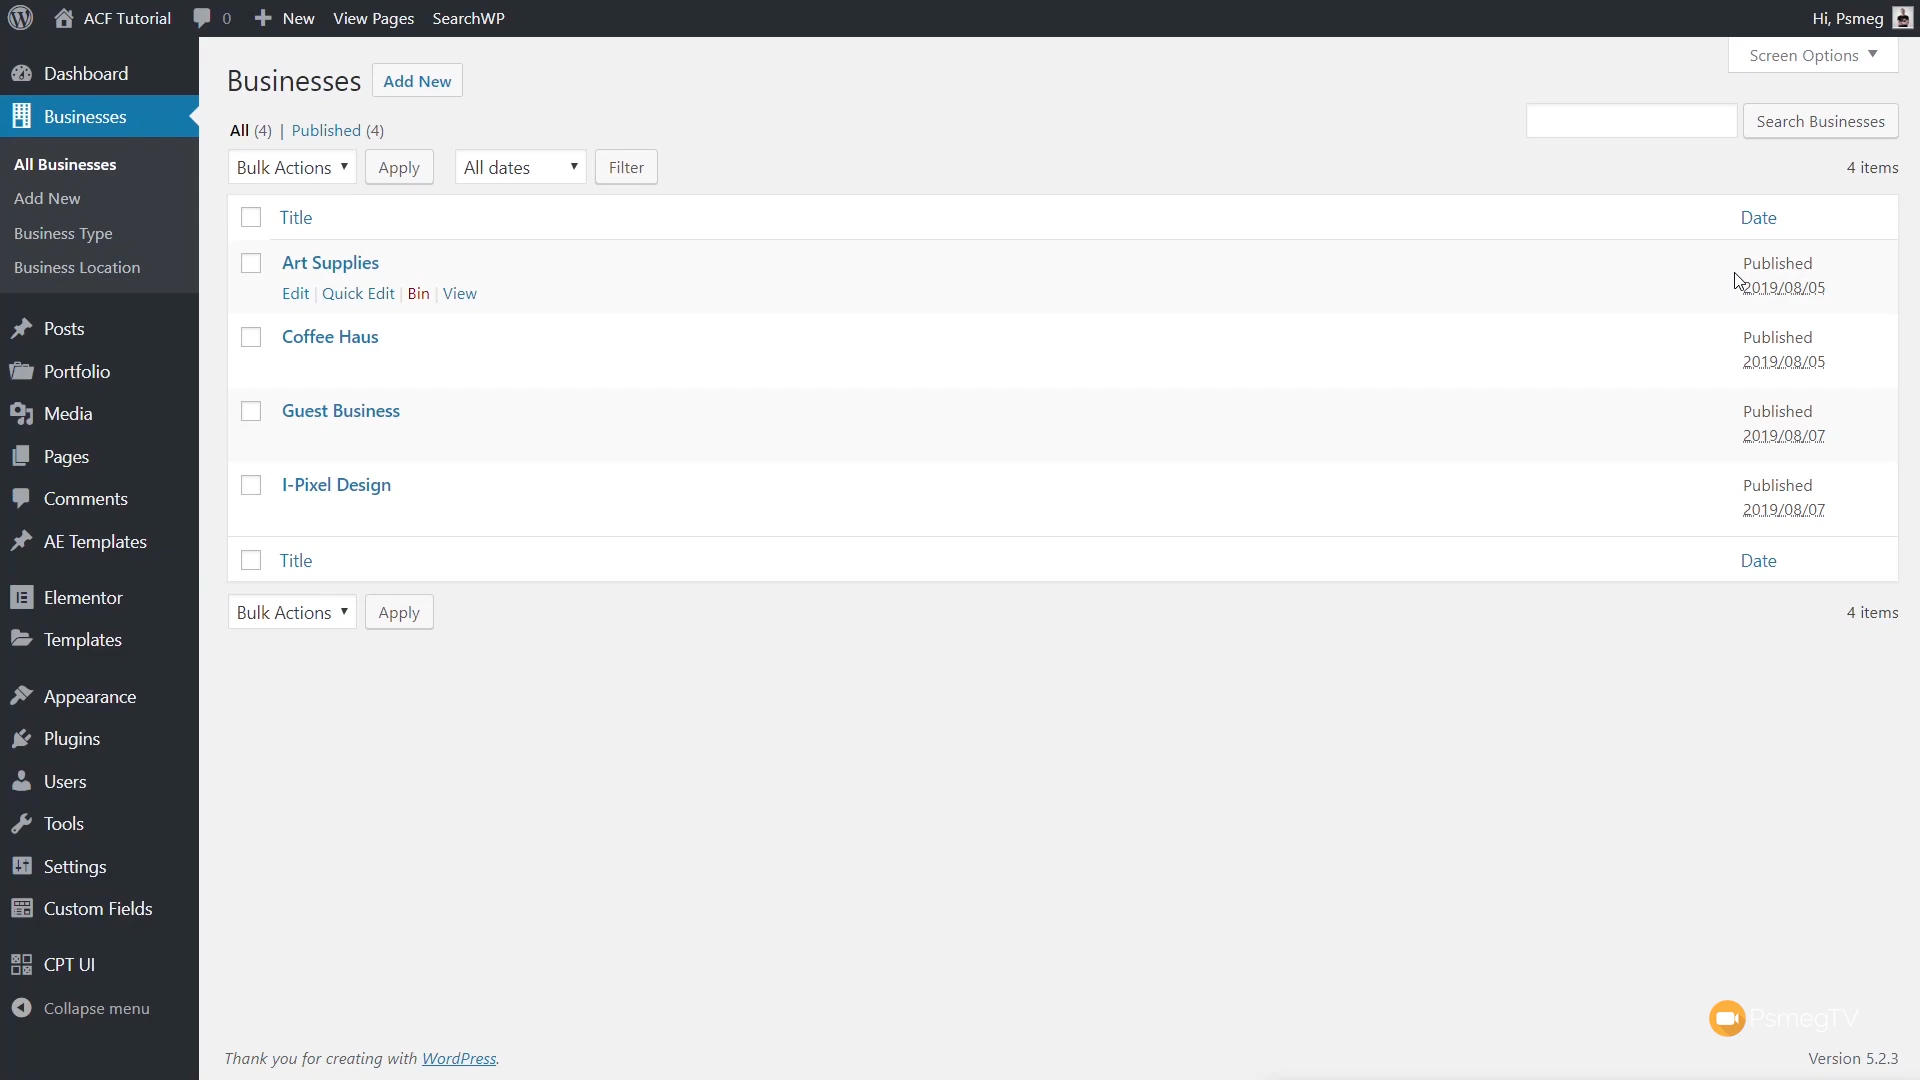 ACF Tutorial 0 New View Pages SearchWP Hi, Psmeg
Screen Options
Dashboard
Businesses
All Businesses
Add New
Business Type
Business Location
Posts
Portfolio
Media
Pages
Comments
AE Templates
Elementor
Templates
Appearance
Plugins
Users
Tools
Settings
Custom Fields
CPT UI
Collapse menu
Businesses Add New
All (4) | Published (4)
Search Businesses
Bulk Actions Apply All dates Filter 4 items
Title Date
Art Supplies Published
Edit | Quick Edit | Bin | View 2019/08/05
Coffee Haus Published
2019/08/05
Guest Business Published
2019/08/07
I-Pixel Design Published
2019/08/07
Title Date
Bulk Actions Apply 4 items
PsmegTV
Thank you for creating with WordPress. Version 5.2.3